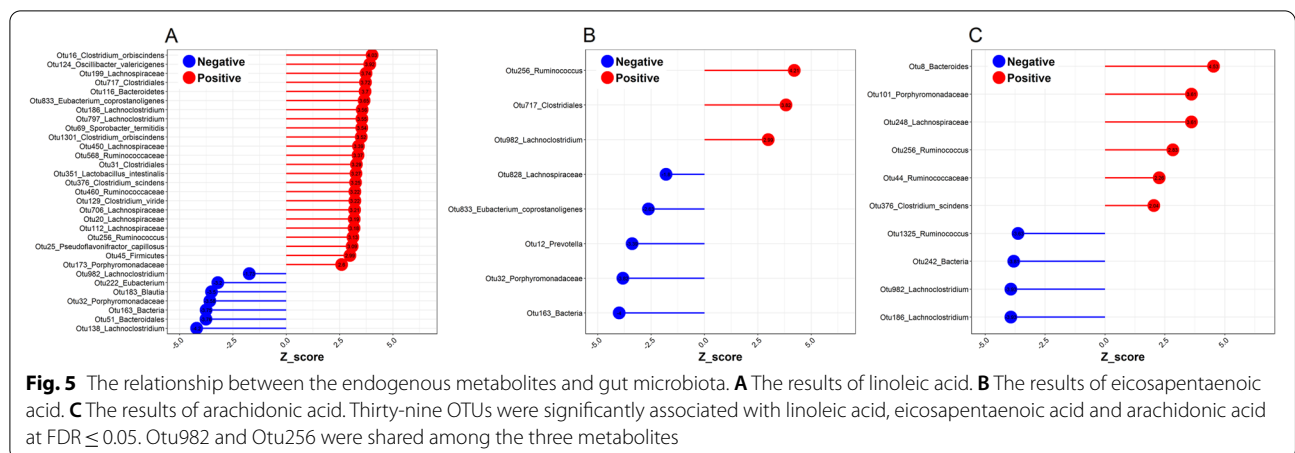 A
Negative
Positive
Otu16_Clostridium_orbiscindens
Otu124_Oscillibacter_valericigenes
Otu199_Lachnospiraceae
Otu717_Clostridiales
Otu116_Bacteroidetes
Otu833_Eubacterium_coprostanoligenes
Otu186_Lachnoclostridium
Otu797_Lachnoclostridium
Otu69_Sporobacter_termitidis
Otu1301_Clostridium_orbiscindens
Otu450_Lachnospiraceae
Otu568_Ruminococcaceae
Otu31_Clostridiales
Otu351_Lactobacillus_intestinalis
Otu376_Clostridium_scindens
Otu460_Ruminococcaceae
Otu129_Clostridium_viride
Otu706_Lachnospiraceae
Otu20_Lachnospiraceae
Otu112_Lachnospiraceae
Otu256_Ruminococcus
Otu25_Pseudoflavonifractor_capillosus
Otu45_Firmicutes
Otu173_Porphyromonadaceae
Otu982_Lachnoclostridium
Otu222_Eubacterium
Otu183_Blautia
Otu32_Porphyromonadaceae
Otu163_Bacteria
Otu51_Bacteroidales
Otu138_Lachnoclostridium
-5.0 -2.5 0.0 2.5 5.0
Z_score
B
Negative
Positive
Otu256_Ruminococcus
Otu717_Clostridiales
Otu982_Lachnoclostridium
Otu828_Lachnospiraceae
Otu833_Eubacterium_coprostanoligenes
Otu12_Prevotella
Otu32_Porphyromonadaceae
Otu163_Bacteria
-5.0 -2.5 0.0 2.5 5.0
Z_score
C
Negative
Positive
Otu8_Bacteroides
Otu101_Porphyromonadaceae
Otu248_Lachnospiraceae
Otu256_Ruminococcus
Otu44_Ruminococcaceae
Otu376_Clostridium_scindens
Otu1325_Ruminococcus
Otu242_Bacteria
Otu982_Lachnoclostridium
Otu186_Lachnoclostridium
-5.0 -2.5 0.0 2.5 5.0
Z_score
Fig. 5 The relationship between the endogenous metabolites and gut microbiota. A The results of linoleic acid. B The results of eicosapentaenoic
acid. C The results of arachidonic acid. Thirty-nine OTUs were significantly associated with linoleic acid, eicosapentaenoic acid and arachidonic acid
at FDR ≤ 0.05. Otu982 and Otu256 were shared among the three metabolites